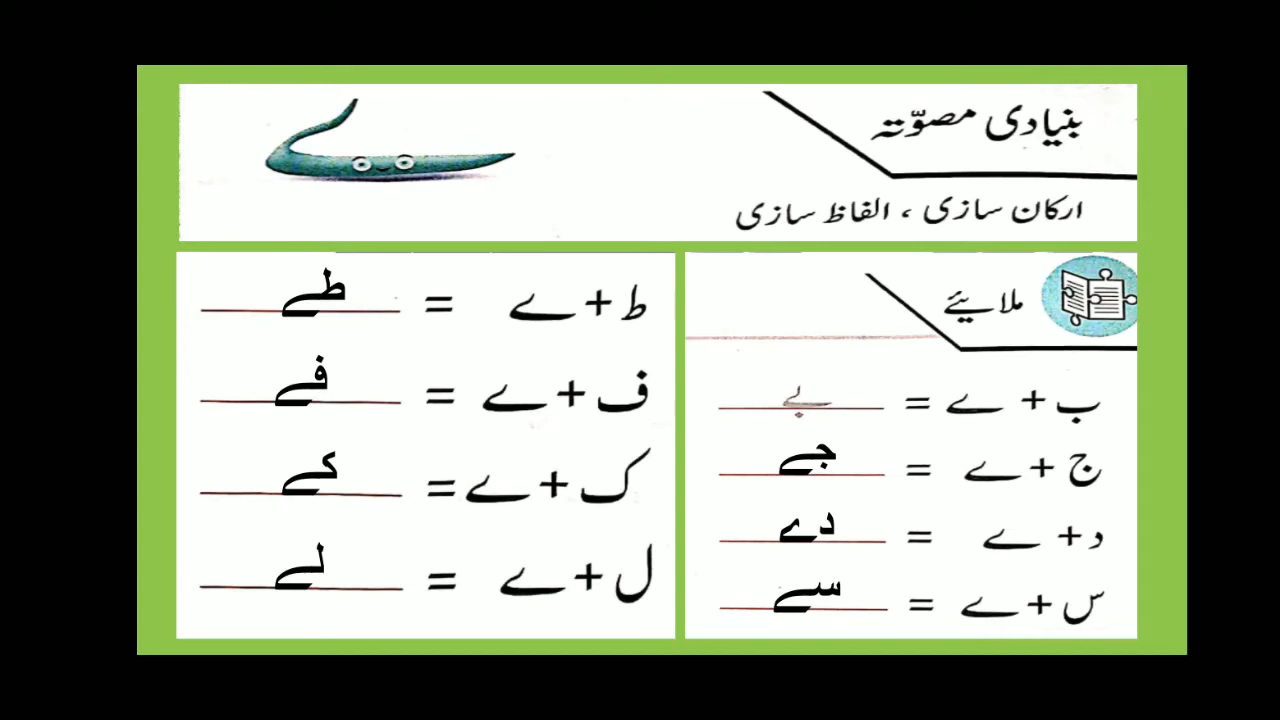 بنیادی مصوّتہ
ے
ارکان سازی ، الفاظ سازی
ملایئے
ب + ے = بے
ج + ے = جے
د + ے = دے
س + ے = سے
ط + ے = طے
ف + ے = فے
ک + ے = کے
ل + ے = لے